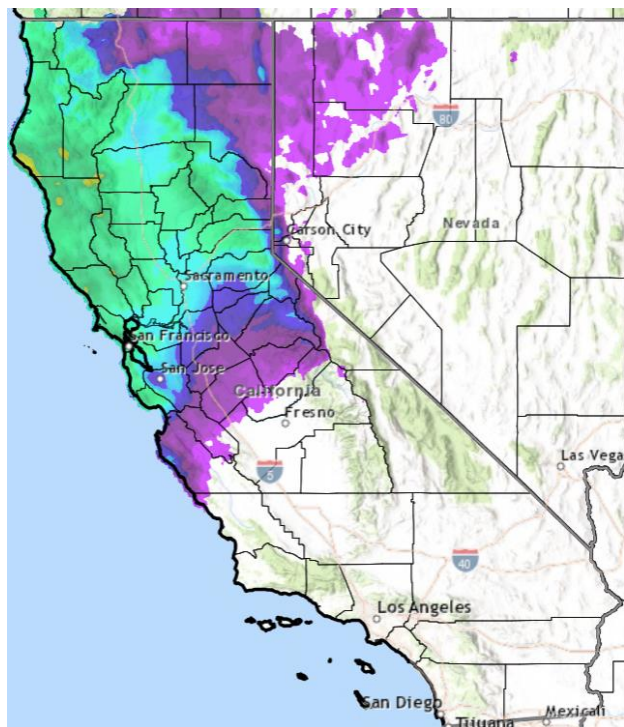 80
Nevada
Carson City
Sacramento
San Francisco
San Jose
California
Fresno
5
Las Vega
40
Los Angeles
San Diego
Tijuana
Mexicali